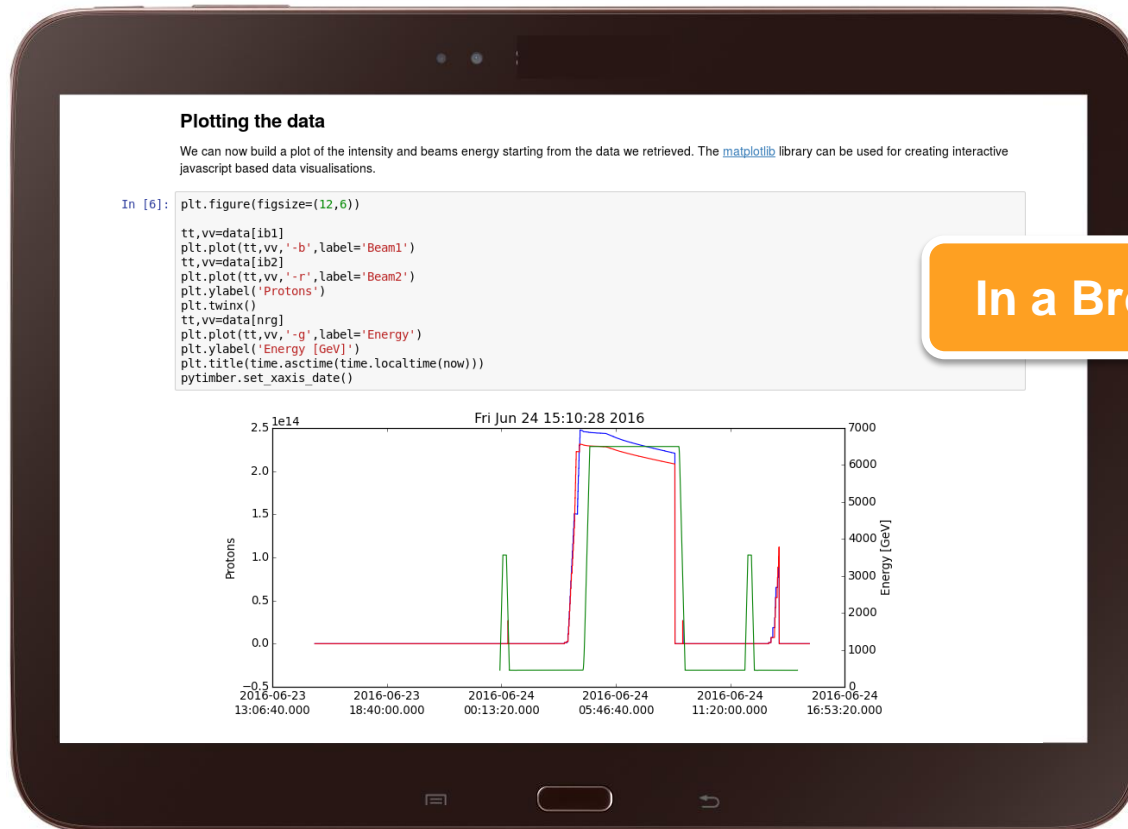 Plotting the data
We can now build a plot of the intensity and beams energy starting from the data we retrieved. The matplotlib library can be used for creating interactive
javascript based data visualisations.
In [6]: plt.figure(figsize=(12,6))
tt,vv=data[ib1]
plt.plot(tt,vv,'-b',label='Beam1')
tt,vv=data[ib2]
plt.plot(tt,vv,'-r',label='Beam2')
plt.ylabel('Protons')
plt.twinx()
tt,vv=data[nrg]
plt.plot(tt,vv,'-g',label='Energy')
plt.ylabel('Energy [GeV]')
plt.title(time.asctime(time.localtime(now)))
pytimber.set_xaxis_date()
In a Br
Fri Jun 24 15:10:28 2016
1e14
2.5
2.0
1.5
1.0
0.5
0.0
−0.5
Protons
7000
6000
5000
4000
3000
2000
1000
0
Energy [GeV]
2016-06-23 2016-06-23 2016-06-24 2016-06-24 2016-06-24 2016-06-24
13:06:40.000 18:40:00.000 00:13:20.000 05:46:40.000 11:20:00.000 16:53:20.000